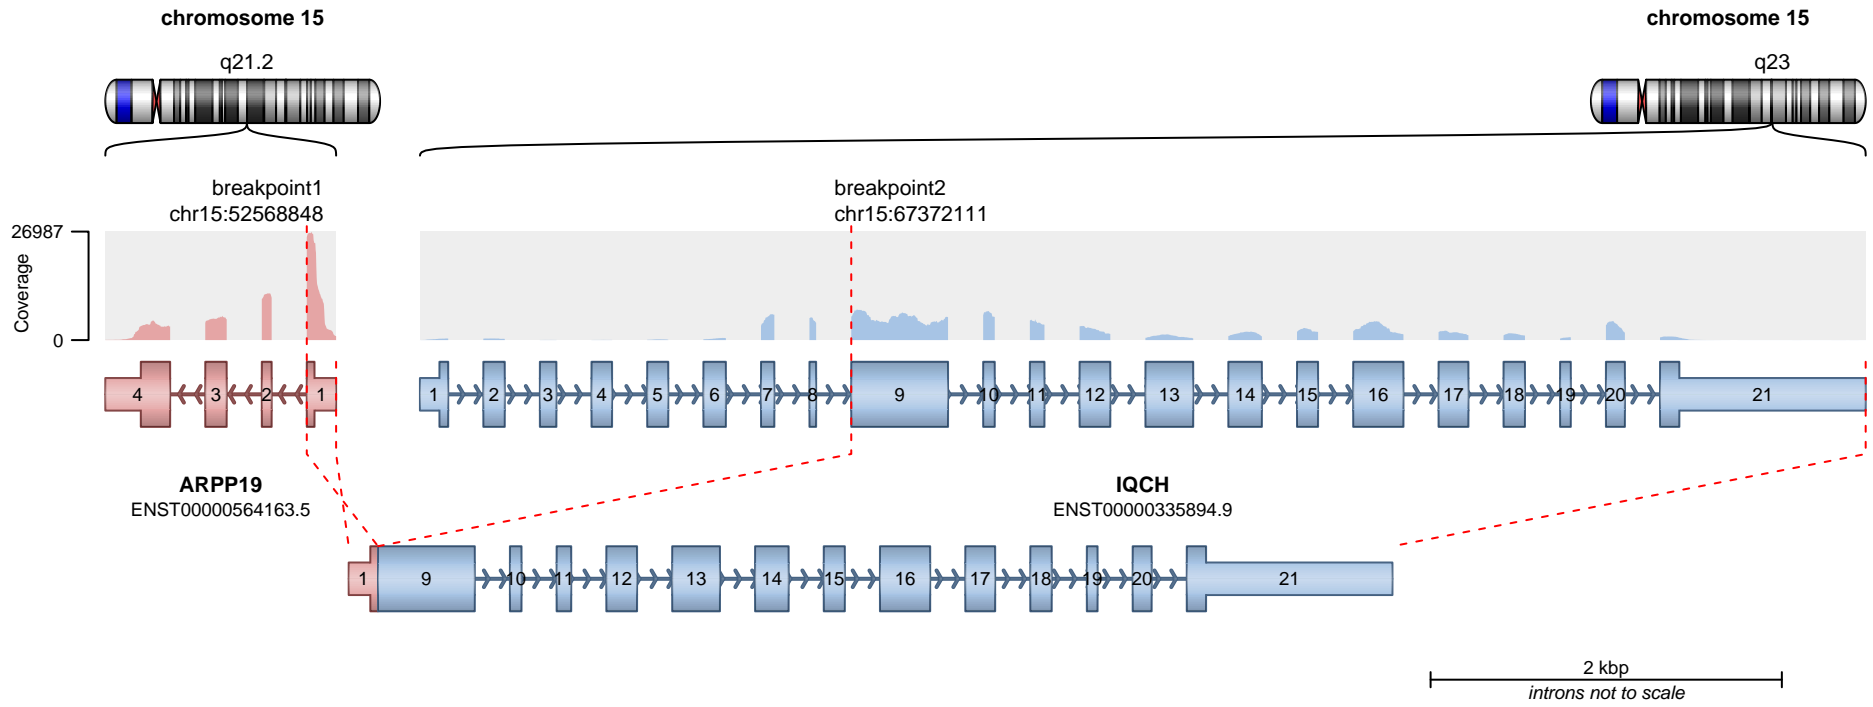 chromosome 15
chromosome 15
q21.2
q23
breakpoint1
chr15:52568848
breakpoint2
chr15:67372111
26987
Coverage
0
4 3 2 1
1 2 3 4 5 6 7 8 9 10 11 12 13 14 15 16 17 18 19 20 21
ARPP19
ENST00000564163.5
IQCH
ENST00000335894.9
1 9 10 11 12 13 14 15 16 17 18 19 20 21
2 kbp
introns not to scale